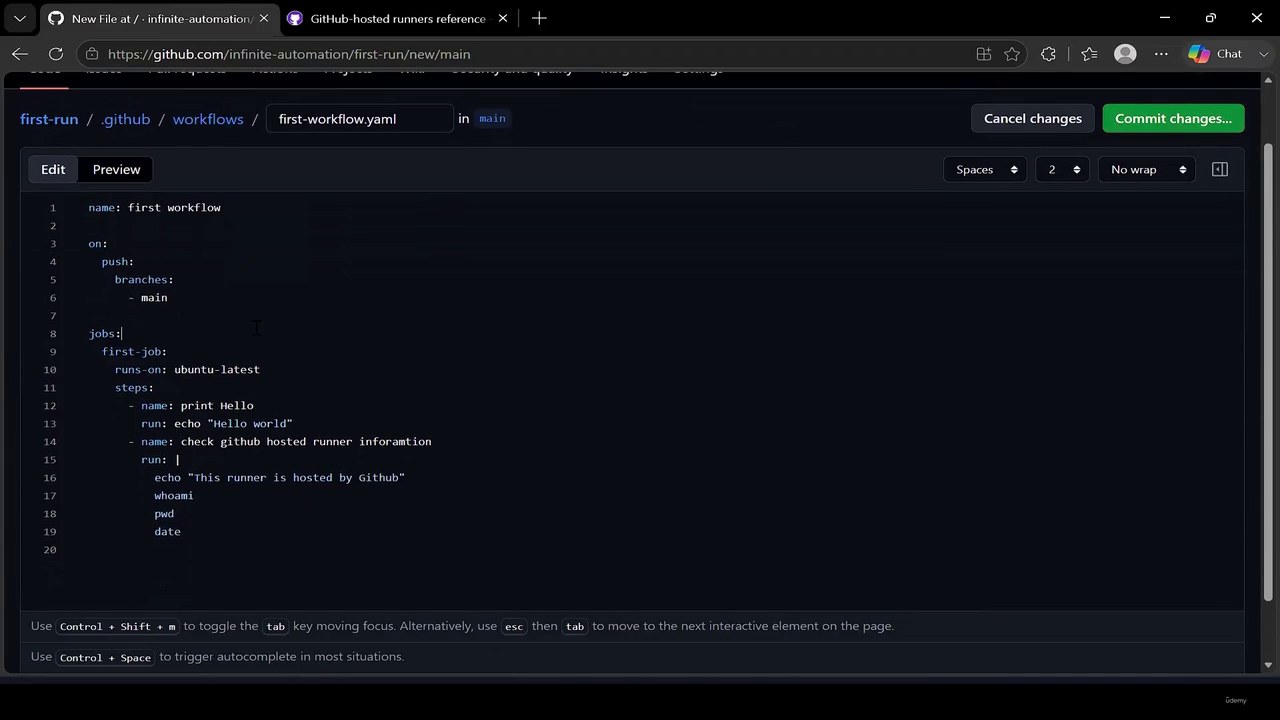 New File at / · infinite-automation/
GitHub-hosted runners reference
https://github.com/infinite-automation/first-run/new/main
Chat
first-run / .github / workflows / first-workflow.yaml in main
Cancel changes
Commit changes...
Edit
Preview
Spaces
2
No wrap
1 name: first workflow
2
3 on:
4 push:
5 branches:
6 - main
7
8 jobs:
9 first-job:
10 runs-on: ubuntu-latest
11 steps:
12 - name: print Hello
13 run: echo "Hello world"
14 - name: check github hosted runner inforamtion
15 run: |
16 echo "This runner is hosted by Github"
17 whoami
18 pwd
19 date
20
Use Control + Shift + m to toggle the tab key moving focus. Alternatively, use esc then tab to move to the next interactive element on the page.
Use Control + Space to trigger autocomplete in most situations.
ûdemy